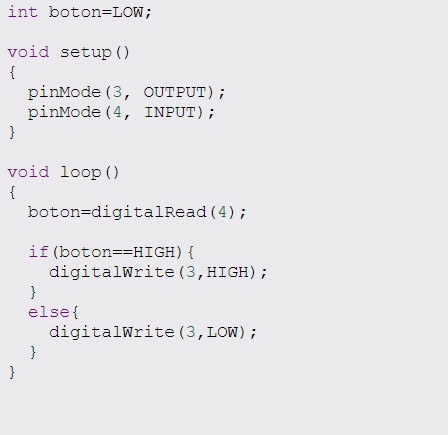 int boton=LOW;
void setup()
{
pinMode(3, OUTPUT);
pinMode(4, INPUT);
}
void loop()
{
boton=digitalRead(4);
if(boton==HIGH){
digitalWrite(3,HIGH);
}
else{
digitalWrite(3,LOW);
}
}